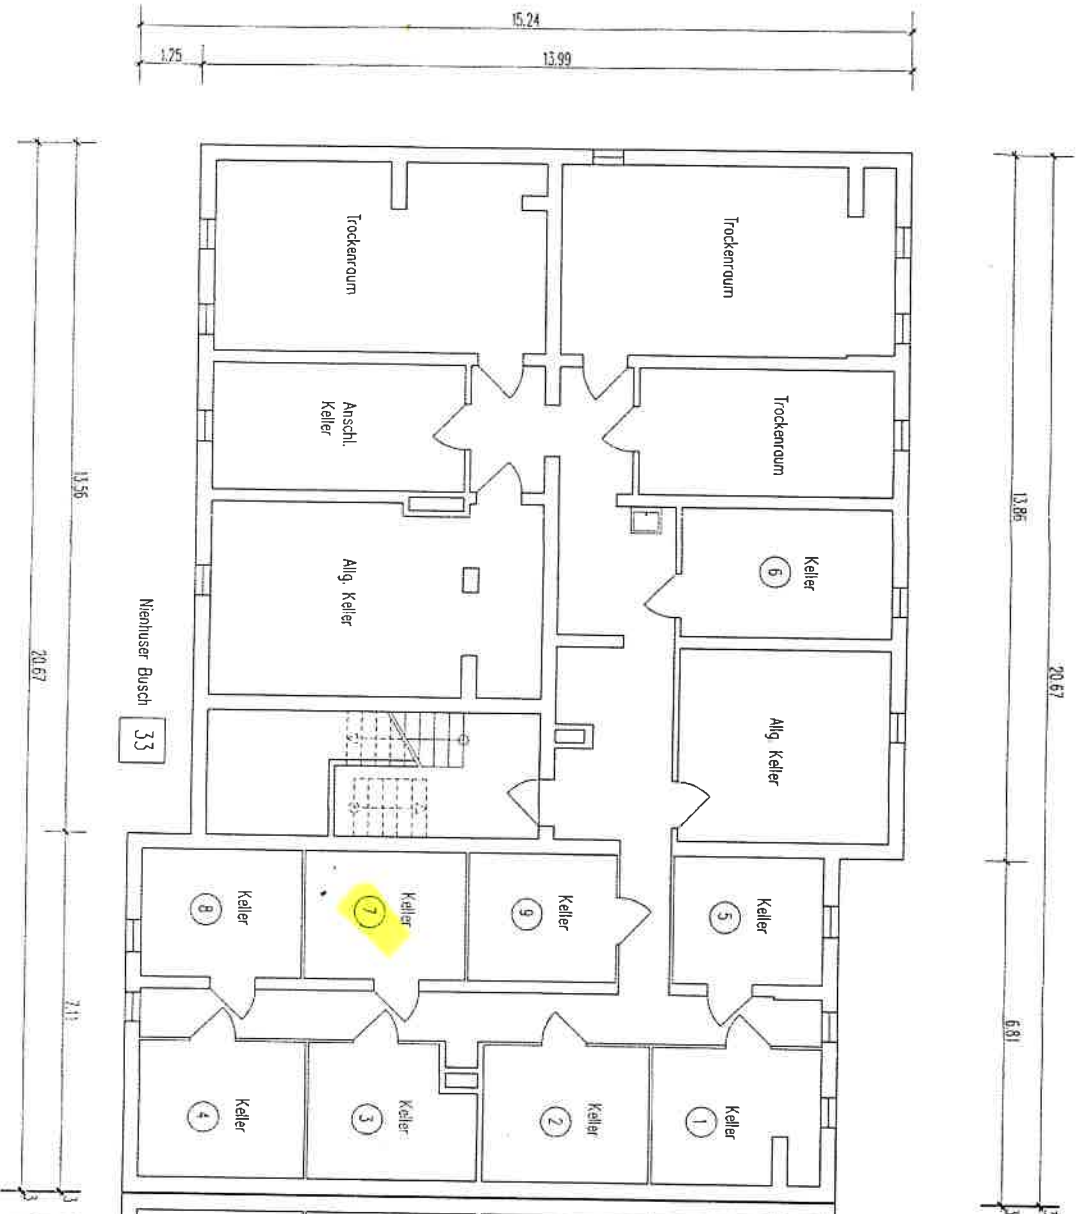 15.24
1.25
13.99
Trockenraum
Trockenraum
Anschl.
Keller
Trockenraum
13.56
13.86
Keller
6
Allg. Keller
Nienhuser Busch
33
20.67
20.67
Allg. Keller
Keller
8
Keller
7
Keller
9
Keller
5
7.11
6.81
Keller
4
Keller
3
Keller
2
Keller
1